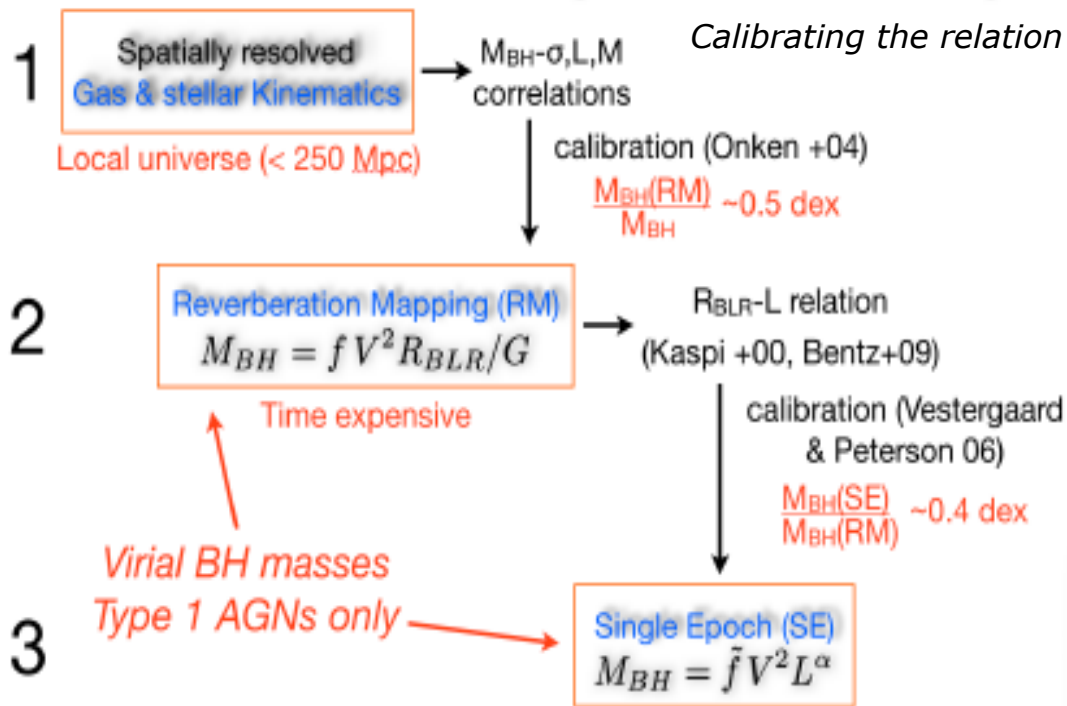 Calibrating the relation
1
Spatially resolved
Gas & stellar Kinematics
Local universe (< 250 Mpc)
M_BH-σ,L,M
correlations
calibration (Onken +04)
M_BH(RM)
M_BH
~0.5 dex
2
Reverberation Mapping (RM)
M_BH = f V² R_BLR/G
Time expensive
R_BLR-L relation
(Kaspi +00, Bentz+09)
calibration (Vestergaard
& Peterson 06)
M_BH(SE)
M_BH(RM)
~0.4 dex
Virial BH masses
Type 1 AGNs only
3
Single Epoch (SE)
M_BH = f̃ V² L^α